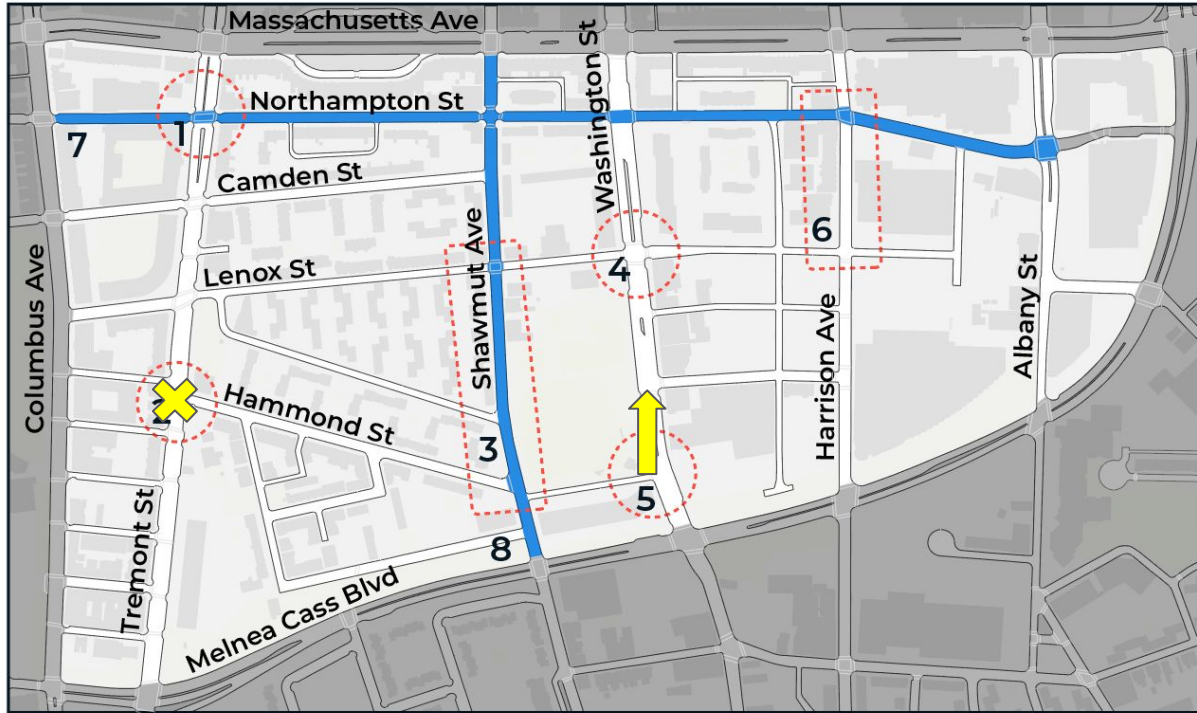 Massachusetts Ave
Washington St
Northampton St
7
1
Camden St
Shawmut Ave
6
4
Lenox St
Columbus Ave
Albany St
Harrison Ave
2
Hammond St
3
5
Tremont St
8
Melnea Cass Blvd